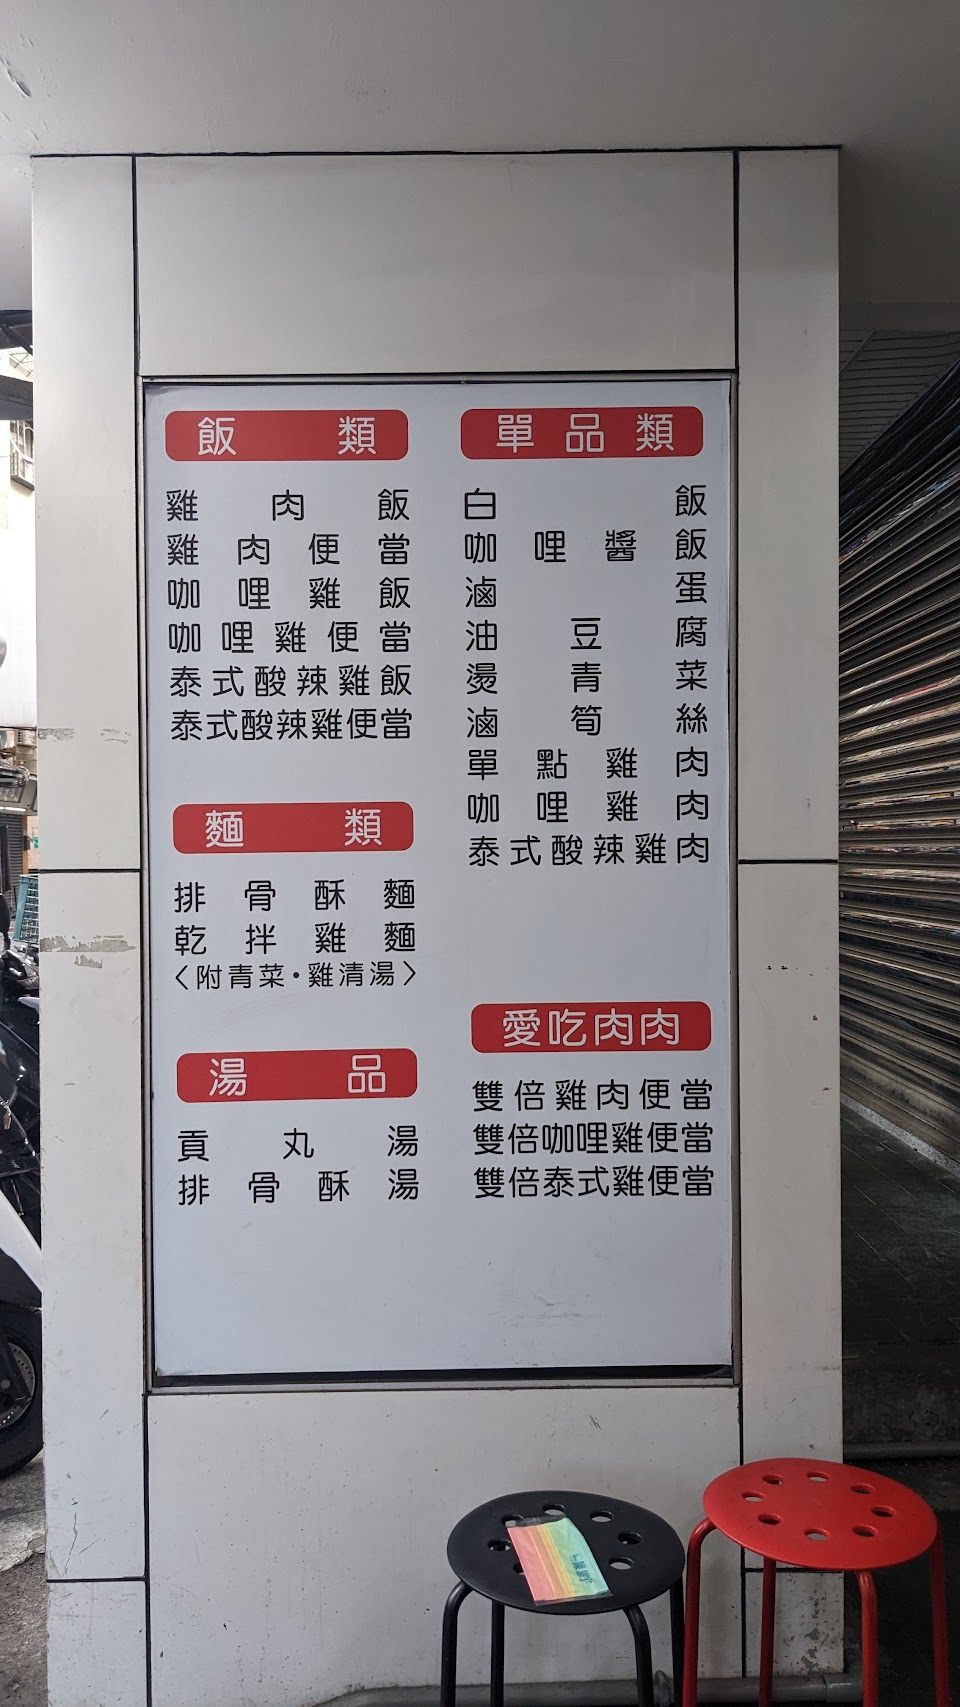 飯類
雞肉飯
雞肉便當
咖哩雞飯
咖哩雞便當
泰式酸辣雞飯
泰式酸辣雞便當
麵類
排骨酥麵
乾拌雞麵
〈附青菜·雞清湯〉
湯品
貢丸湯
排骨酥湯
單品類
白飯
咖哩醬飯
滷蛋
油豆腐
燙青菜
滷筍絲
單點雞肉
咖哩雞肉
泰式酸辣雞肉
愛吃肉肉
雙倍雞肉便當
雙倍咖哩雞便當
雙倍泰式雞便當